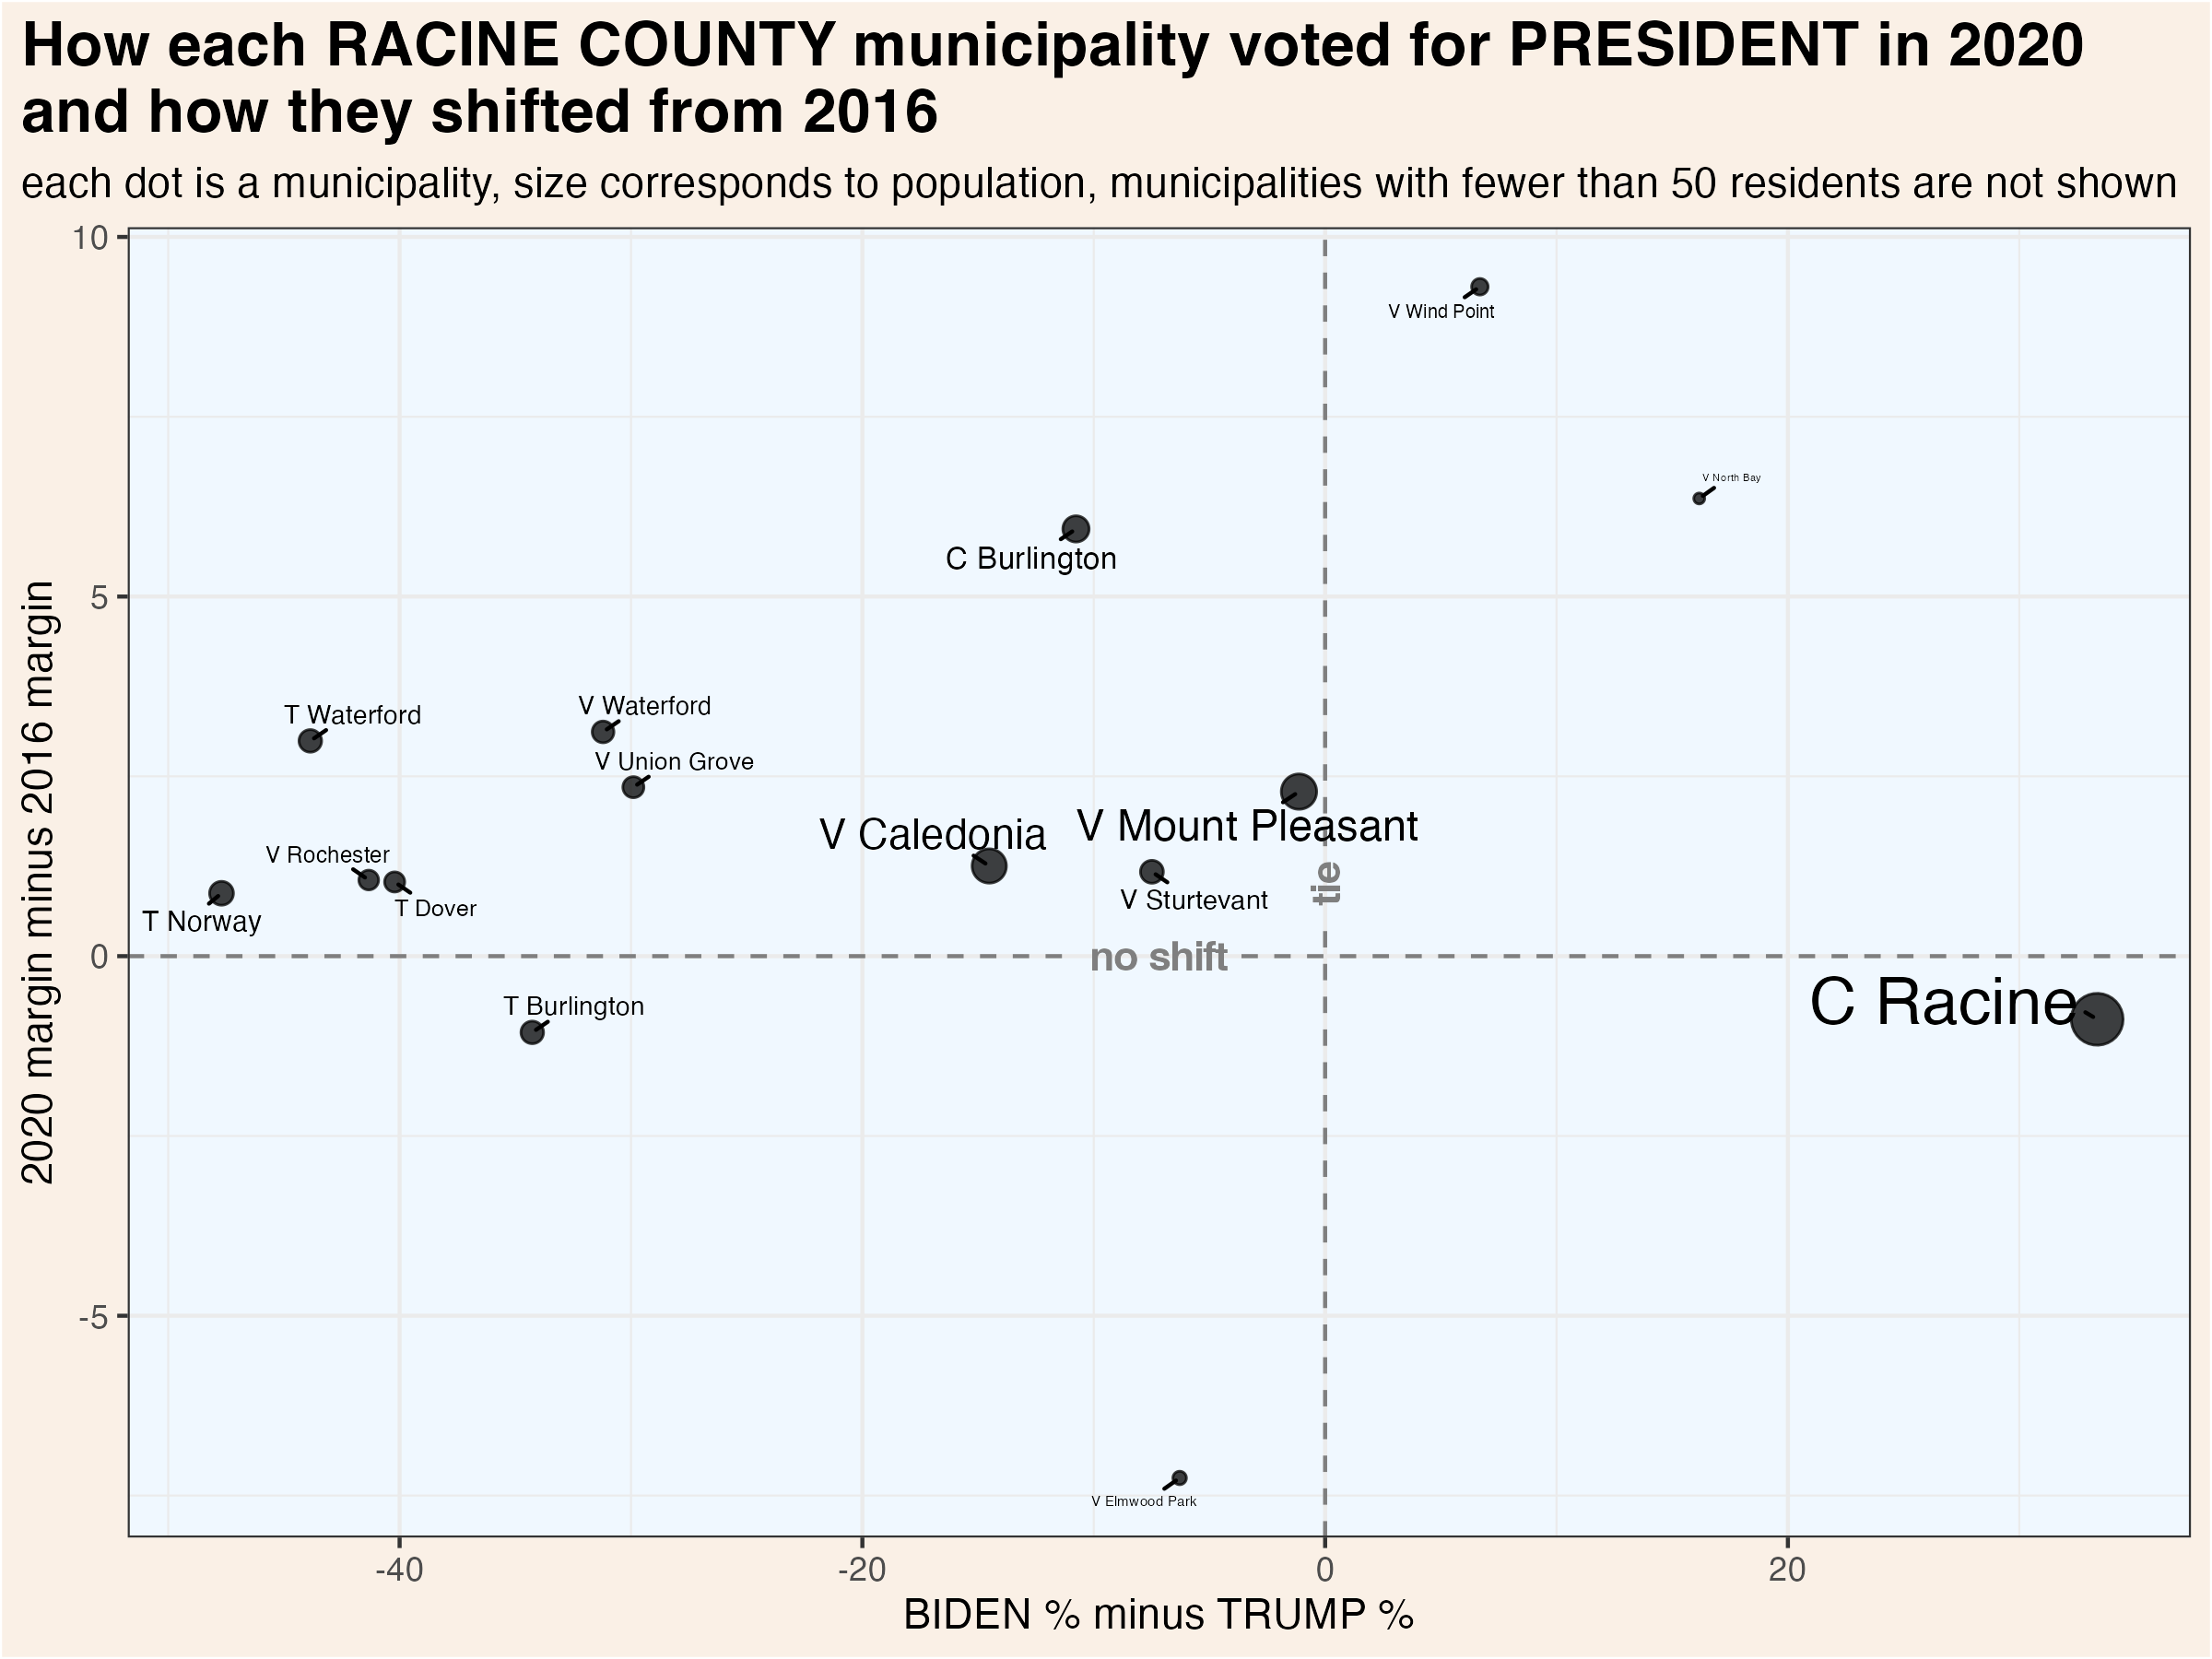 How each RACINE COUNTY municipality voted for PRESIDENT in 2020
and how they shifted from 2016
each dot is a municipality, size corresponds to population, municipalities with fewer than 50 residents are not shown
10
V Wind Point
V North Bay
C Burlington
5
V Waterford
T Waterford
V Union Grove
V Caledonia
V Mount Pleasant
V Rochester
tie
V Sturtevant
T Dover
T Norway
0
no shift
C Racine
T Burlington
2020 margin minus 2016 margin
-5
V Elmwood Park
-40
-20
0
20
BIDEN % minus TRUMP %